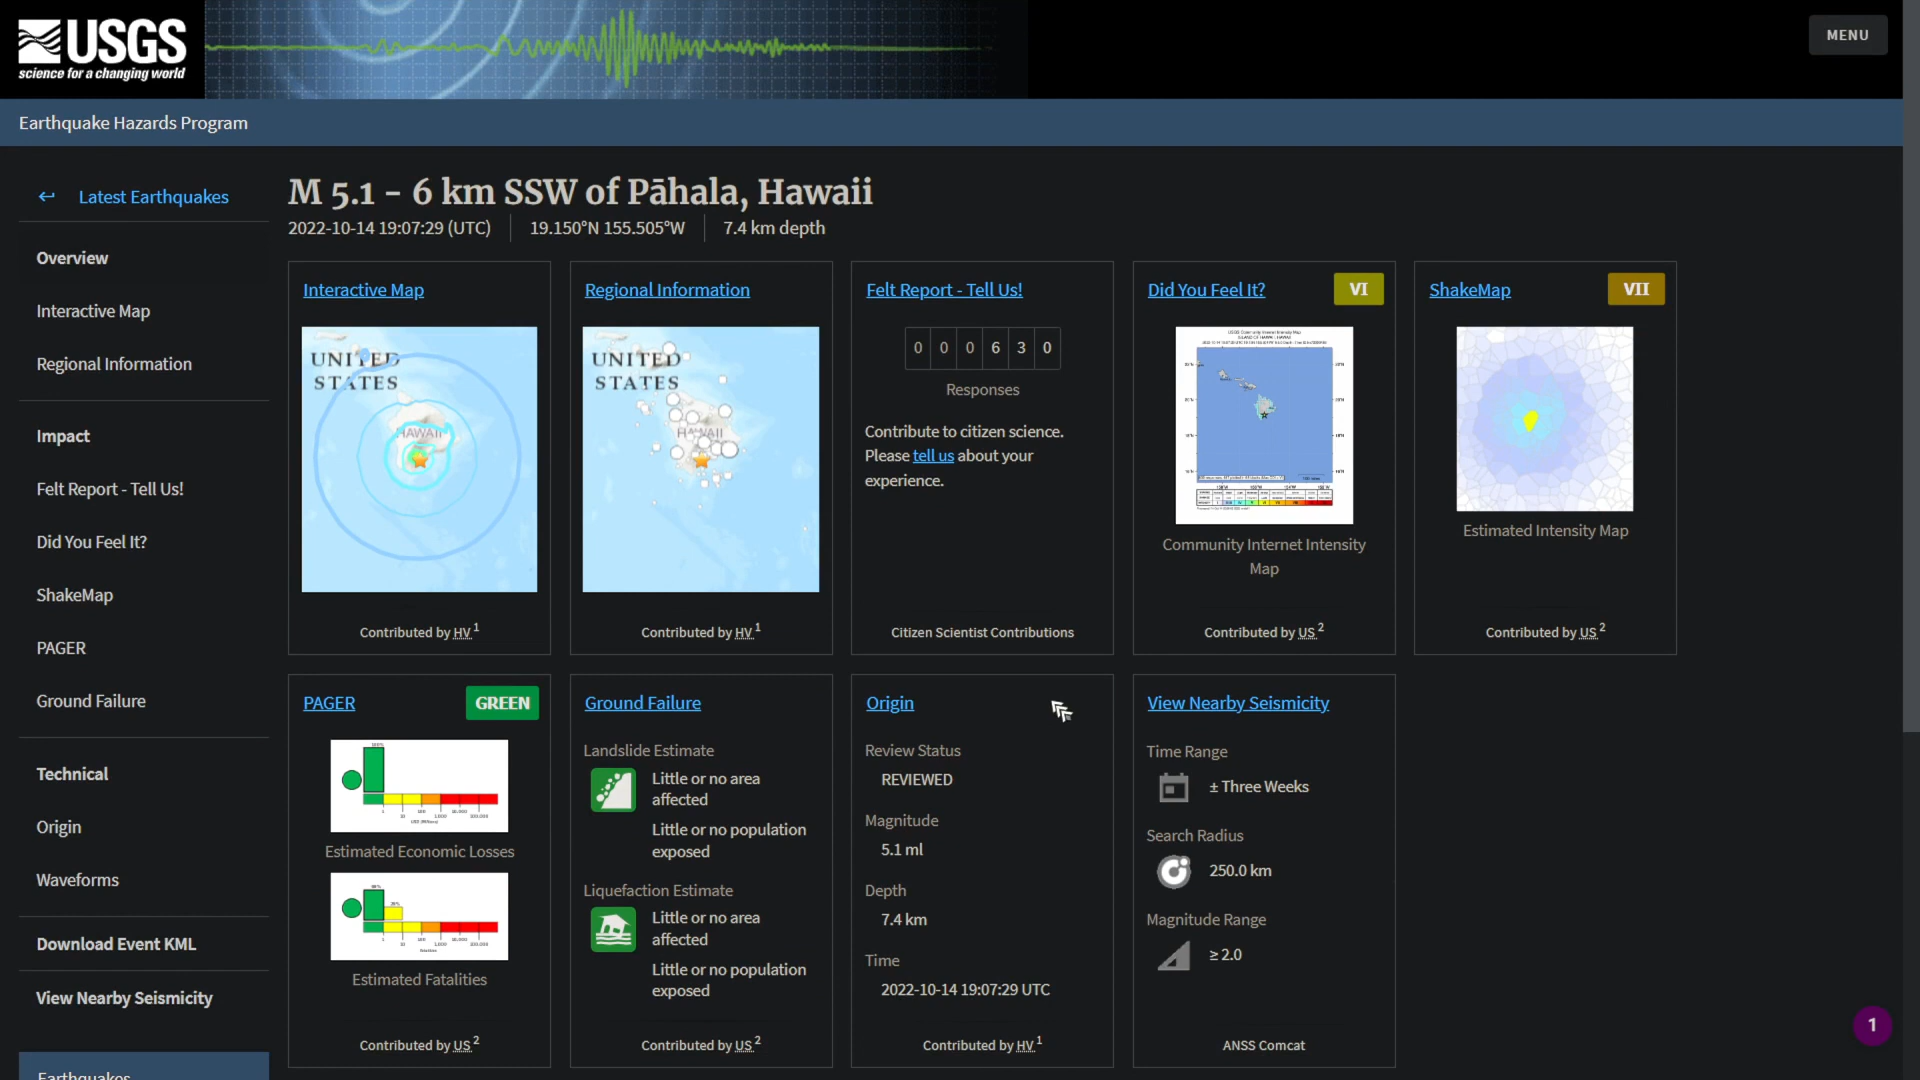 USGS
science for a changing world
MENU
Earthquake Hazards Program
Latest Earthquakes
Overview
Interactive Map
Regional Information
Impact
Felt Report - Tell Us!
Did You Feel It?
ShakeMap
PAGER
Ground Failure
Technical
Origin
Waveforms
Download Event KML
View Nearby Seismicity
Earthquakes
M 5.1 - 6 km SSW of Pāhala, Hawaii
2022-10-14 19:07:29 (UTC)
19.150°N 155.505°W
7.4 km depth
Interactive Map
UNITED
STATES
HAWAII
Contributed by HV 1
Regional Information
UNITED
STATES
HAWAII
Contributed by HV 1
Felt Report - Tell Us!
0 0 0 6 3 0
Responses
Contribute to citizen science.
Please tell us about your
experience.
Citizen Scientist Contributions
Did You Feel It?
VI
Community Internet Intensity
Map
Contributed by US 2
ShakeMap
VII
Estimated Intensity Map
Contributed by US 2
PAGER
GREEN
Estimated Economic Losses
Estimated Fatalities
Contributed by US 2
Ground Failure
Landslide Estimate
Little or no area
affected
Little or no population
exposed
Liquefaction Estimate
Little or no area
affected
Little or no population
exposed
Contributed by US 2
Origin
Review Status
REVIEWED
Magnitude
5.1 ml
Depth
7.4 km
Time
2022-10-14 19:07:29 UTC
Contributed by HV 1
View Nearby Seismicity
Time Range
± Three Weeks
Search Radius
250.0 km
Magnitude Range
≥ 2.0
ANSS Comcat
1